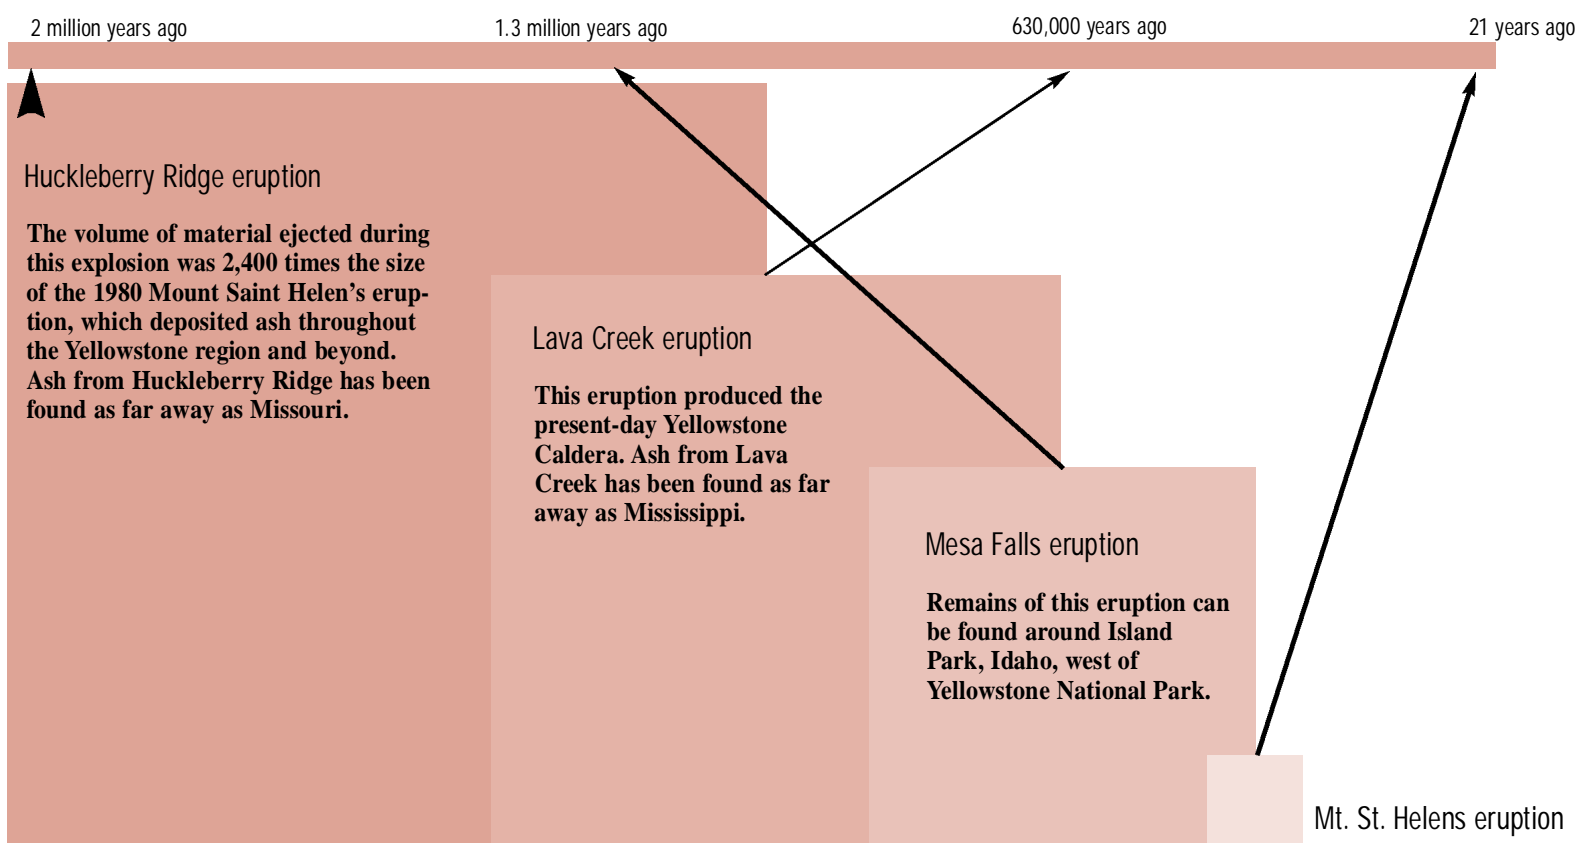 2 million years ago
1.3 million years ago
630,000 years ago
21 years ago
Huckleberry Ridge eruption
The volume of material ejected during
this explosion was 2,400 times the size
of the 1980 Mount Saint Helen's erup-
tion, which deposited ash throughout
the Yellowstone region and beyond.
Ash from Huckleberry Ridge has been
found as far away as Missouri.
Lava Creek eruption
This eruption produced the
present-day Yellowstone
Caldera. Ash from Lava
Creek has been found as far
away as Mississippi.
Mesa Falls eruption
Remains of this eruption can
be found around Island
Park, Idaho, west of
Yellowstone National Park.
Mt. St. Helens eruption